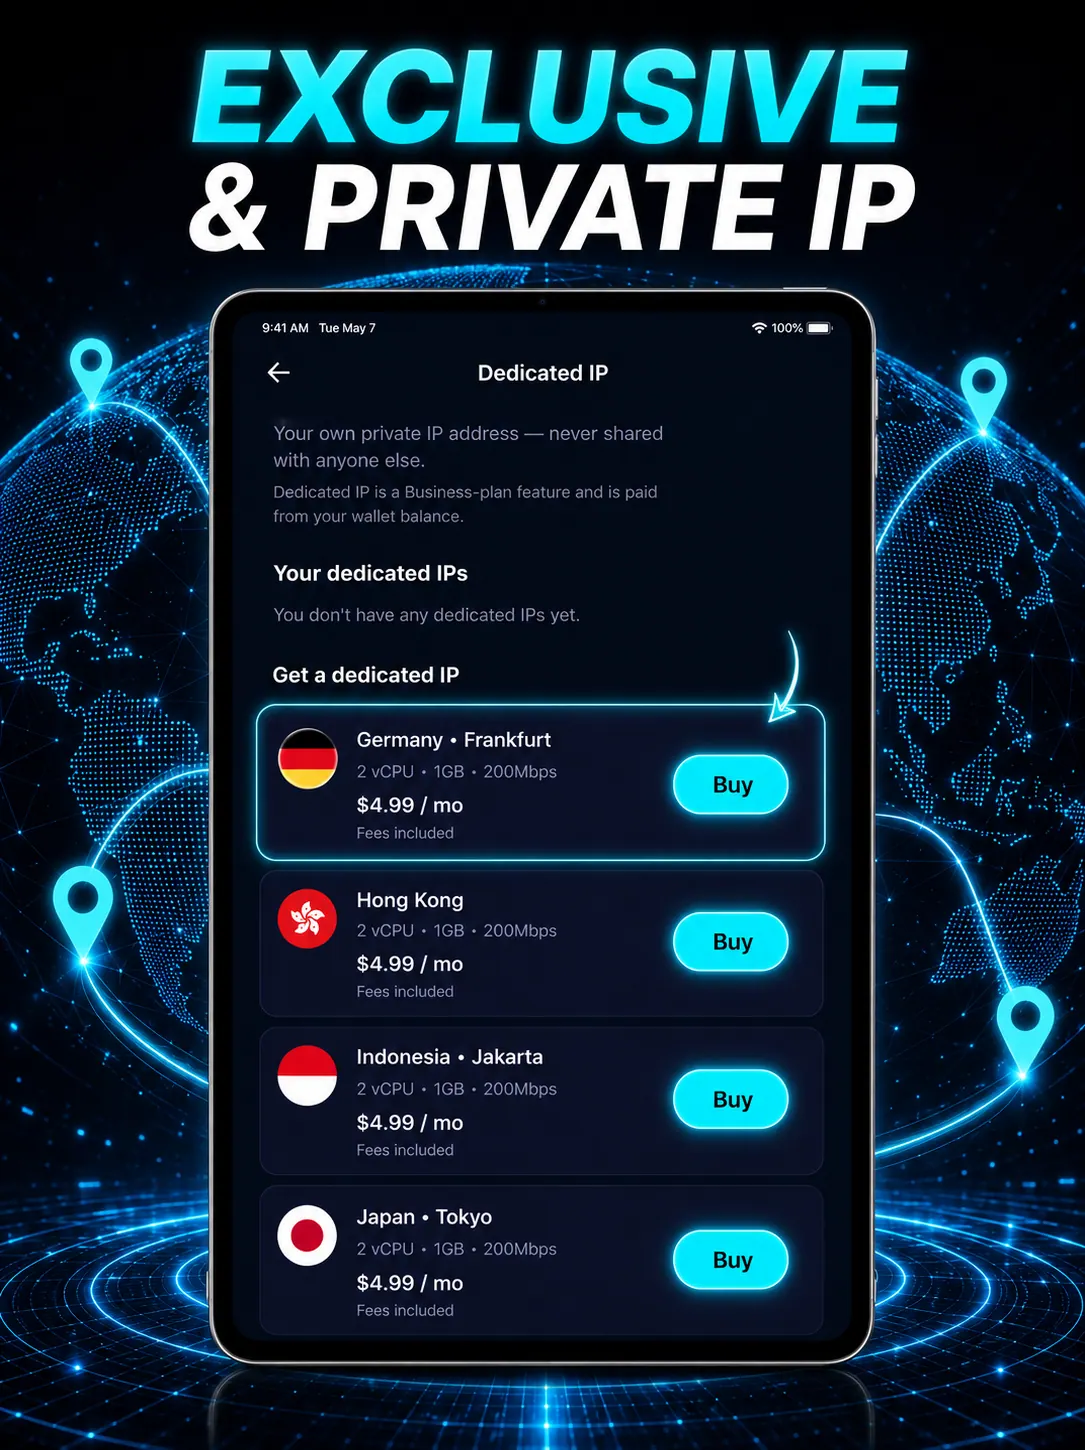 EXCLUSIVE
& PRIVATE IP
9:41 AM Tue May 7
100%
Dedicated IP
Your own private IP address — never shared
with anyone else.
Dedicated IP is a Business-plan feature and is paid
from your wallet balance.
Your dedicated IPs
You don't have any dedicated IPs yet.
Get a dedicated IP
Germany • Frankfurt
2 vCPU • 1GB • 200Mbps
$4.99 / mo
Fees included
Buy
Hong Kong
2 vCPU • 1GB • 200Mbps
$4.99 / mo
Fees included
Buy
Indonesia • Jakarta
2 vCPU • 1GB • 200Mbps
$4.99 / mo
Fees included
Buy
Japan • Tokyo
2 vCPU • 1GB • 200Mbps
$4.99 / mo
Fees included
Buy